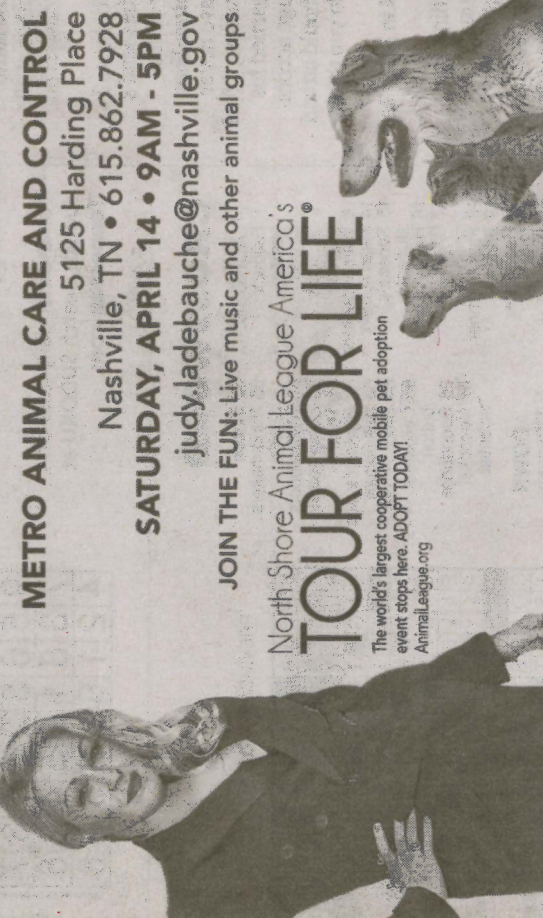 METRO ANIMAL CARE AND CONTROL
5125 Harding Place
Nashville, TN • 615.862.7928
SATURDAY, APRIL 14 • 9AM - 5PM
judy.ladebauche@nashville.gov
JOIN THE FUN: Live music and other animal groups
North Shore Animal League America's
TOUR FOR LIFE®
The world's largest cooperative mobile pet adoption
event stops here. ADOPT TODAY!
AnimalLeague.org